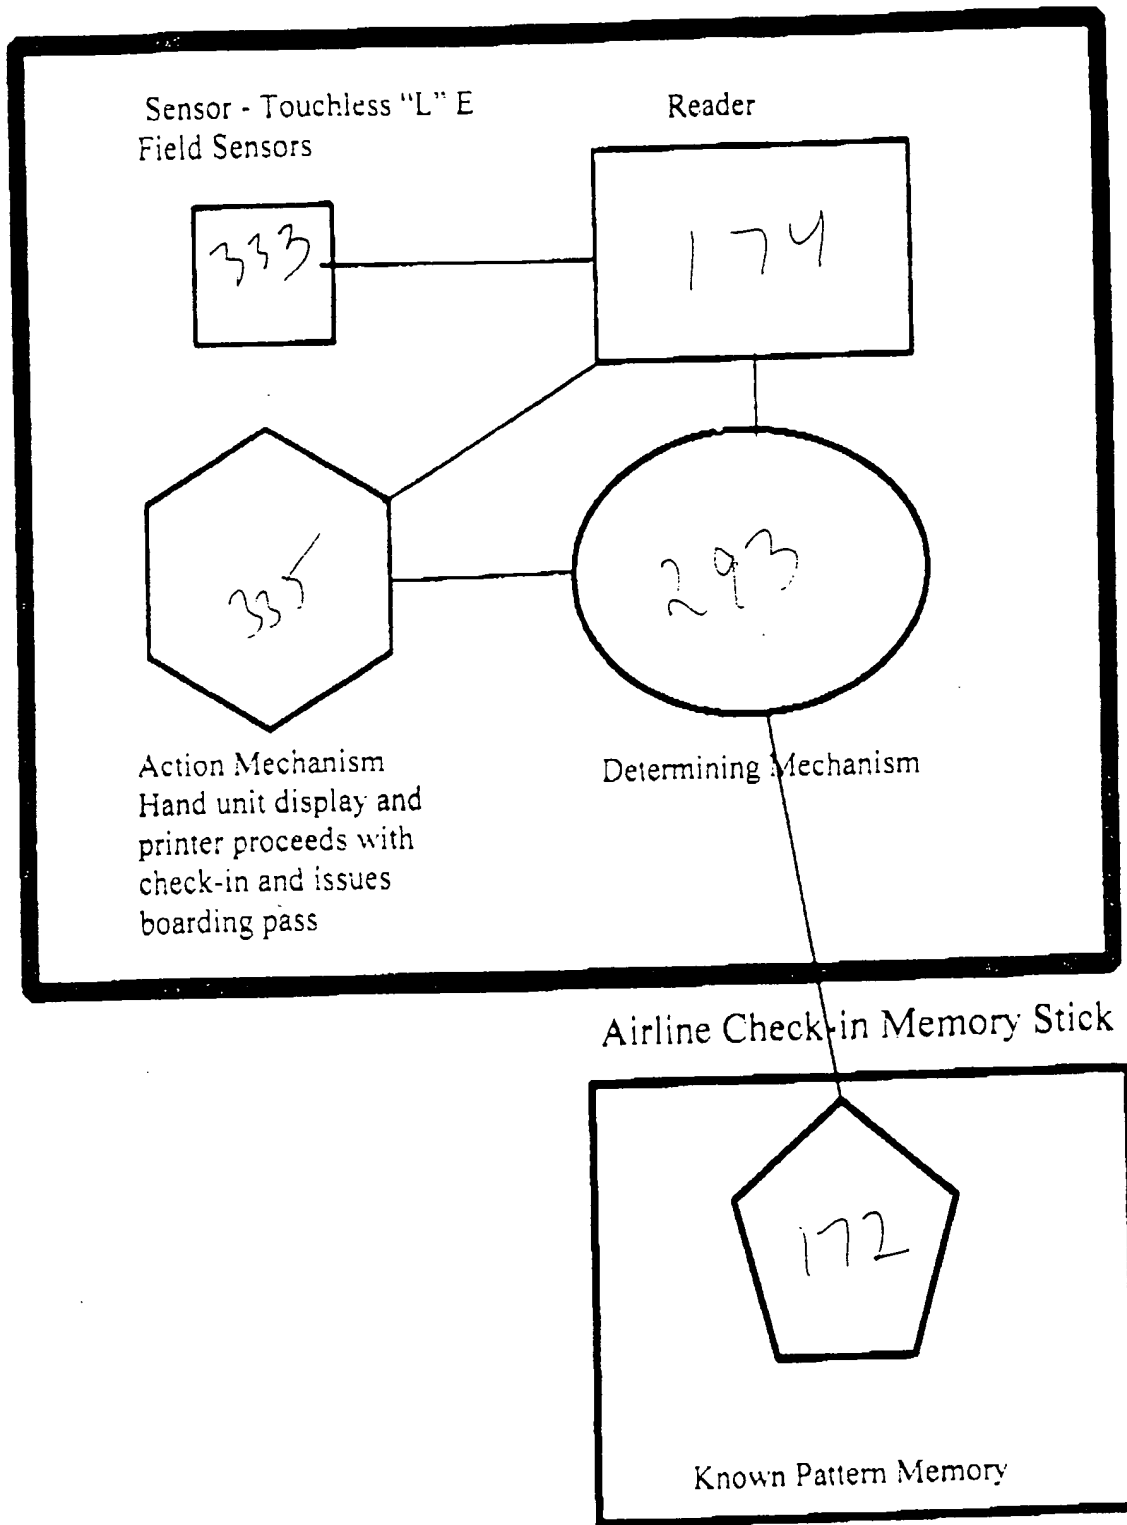 Sensor - Touchless "L" E
Field Sensors
Reader
333
174
335
293
Action Mechanism
Hand unit display and
printer proceeds with
check-in and issues
boarding pass
Determining Mechanism
Airline Check-in Memory Stick
172
Known Pattern Memory